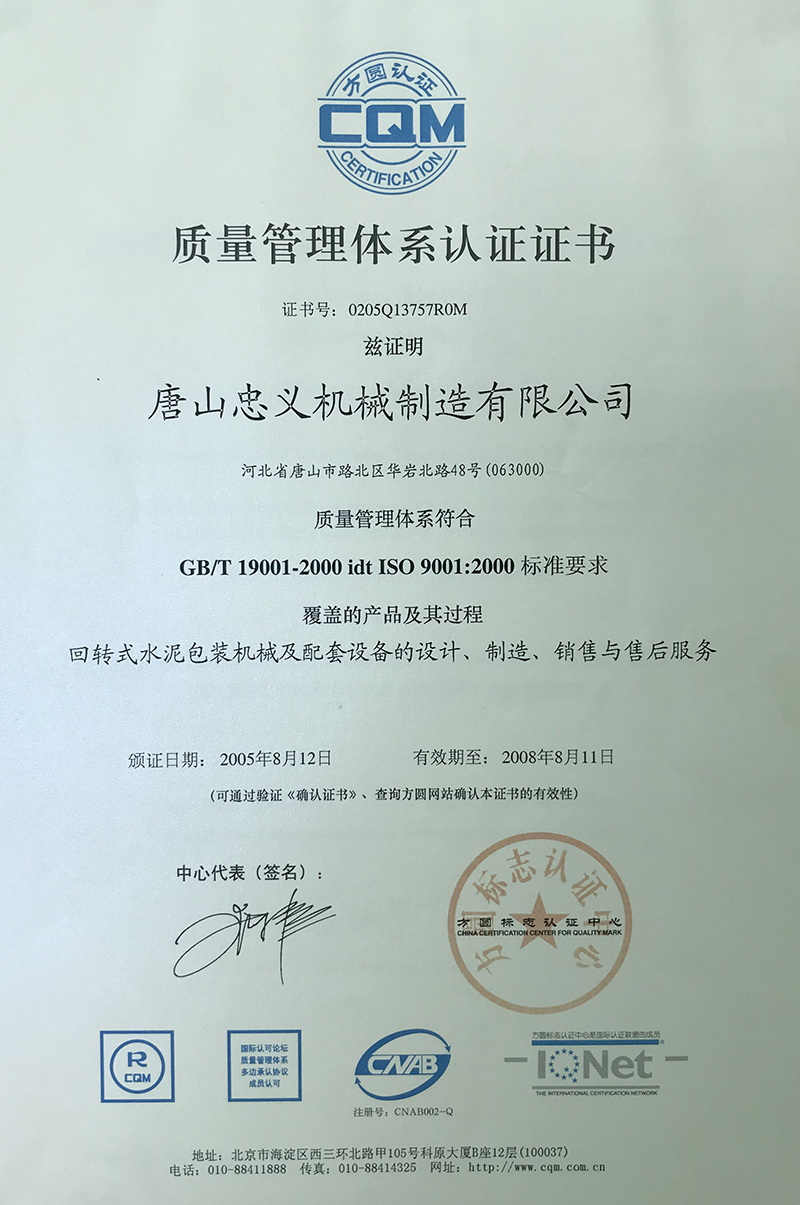 方圆认证
CQM
CERTIFICATION
质量管理体系认证证书
证书号：0205Q13757R0M
兹证明
唐山忠义机械制造有限公司
河北省唐山市路北区华岩北路48号(063000)
质量管理体系符合
GB/T 19001-2000 idt ISO 9001:2000 标准要求
覆盖的产品及其过程
回转式水泥包装机械及配套设备的设计、制造、销售与售后服务
颁证日期：2005年8月12日 有效期至：2008年8月11日
(可通过验证《确认证书》、查询方圆网站确认本证书的有效性)
中心代表（签名）：
方圆标志认证中心
方圆标志认证中心
CHINA CERTIFICATION CENTER FOR QUALITY MARK
R
CQM
国际认可论坛
质量管理体系
多边承认协议
成员认可
CNAB
注册号：CNAB002-Q
方圆标志认证中心是国际认证联盟的成员
IQNet
THE INTERNATIONAL CERTIFICATION NETWORK
地址：北京市海淀区西三环北路甲105号科原大厦B座12层(100037)
电话：010-88411888 传真：010-88414325 网址：http://www.cqm.com.cn